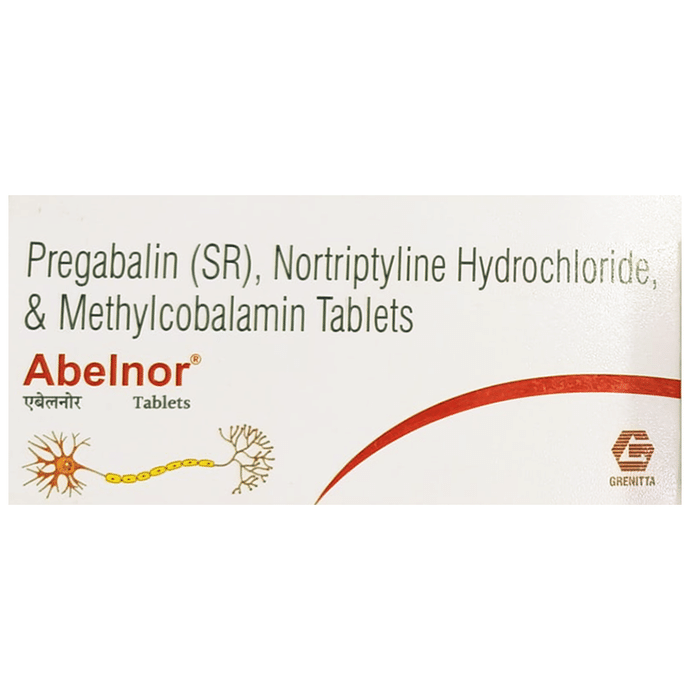 Pregabalin (SR), Nortriptyline Hydrochloride,
& Methylcobalamin Tablets
Abelnor®
एबेलनोर Tablets
GRENITTA